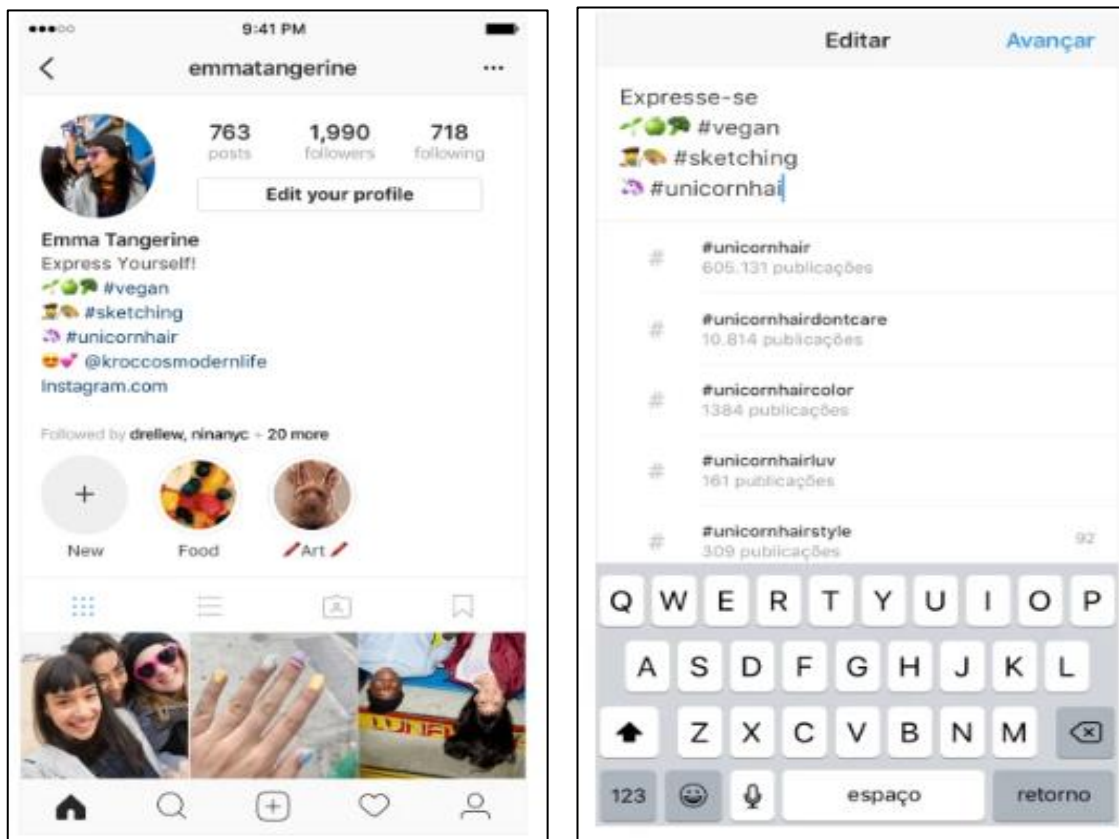 9:41 PM
emmatangerine
763 1,990 718
posts followers following
Edit your profile
Emma Tangerine
Express Yourself!
#vegan
#sketching
#unicornhair
@kroccosmodernlife
Instagram.com
Followed by drellew, ninanyc + 20 more
New Food Art
LUNA
Editar Avançar
Expresse-se
#vegan
#sketching
#unicornhai
# #unicornhair
605.131 publicações
# #unicornhairdontcare
10.814 publicações
# #unicornhaircolor
1384 publicações
# #unicornhairluv
161 publicações
# #unicornhairstyle 92
309 publicações
Q W E R T Y U I O P
A S D F G H J K L
Z X C V B N M
123 espaço retorno